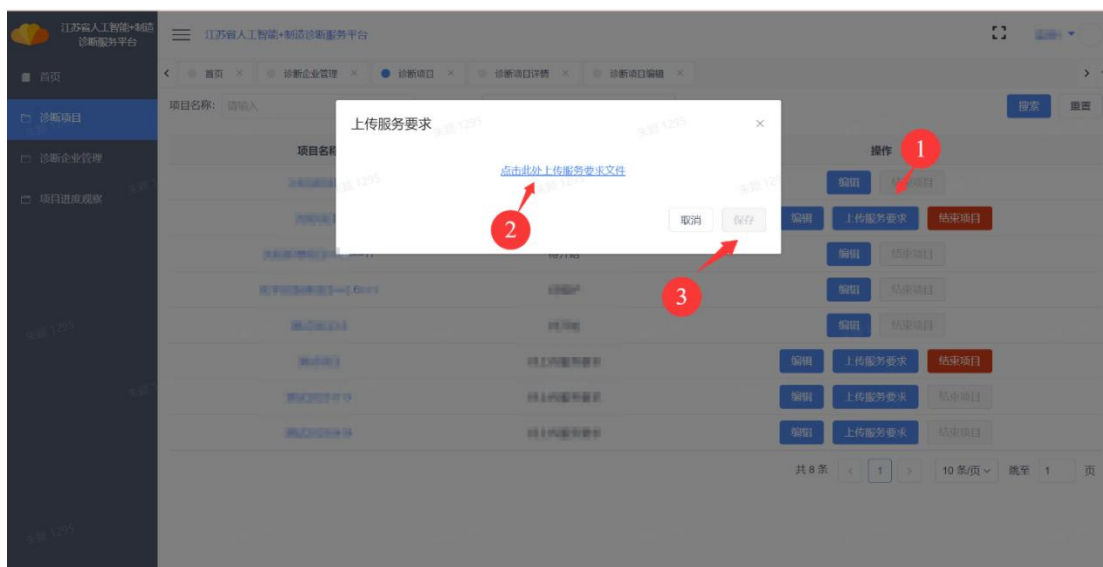 江苏省人工智能+制造
诊断服务平台
江苏省人工智能+制造诊断服务平台
首页
首页 × 诊断企业管理 × 诊断项目 × 诊断项目详情 × 诊断项目编辑 ×
诊断项目
诊断企业管理
项目进度观察
项目名称: 请输入
搜索 重置
上传服务要求 ×
点击此处上传服务要求文件
取消 保存
项目名称
操作
1
2
3
编辑 结束项目
编辑 上传服务要求 结束项目
编辑 结束项目
编辑 结束项目
编辑 结束项目
编辑 上传服务要求 结束项目
编辑 上传服务要求 结束项目
编辑 上传服务要求 结束项目
共 8 条 < 1 > 10 条/页 跳至 1 页